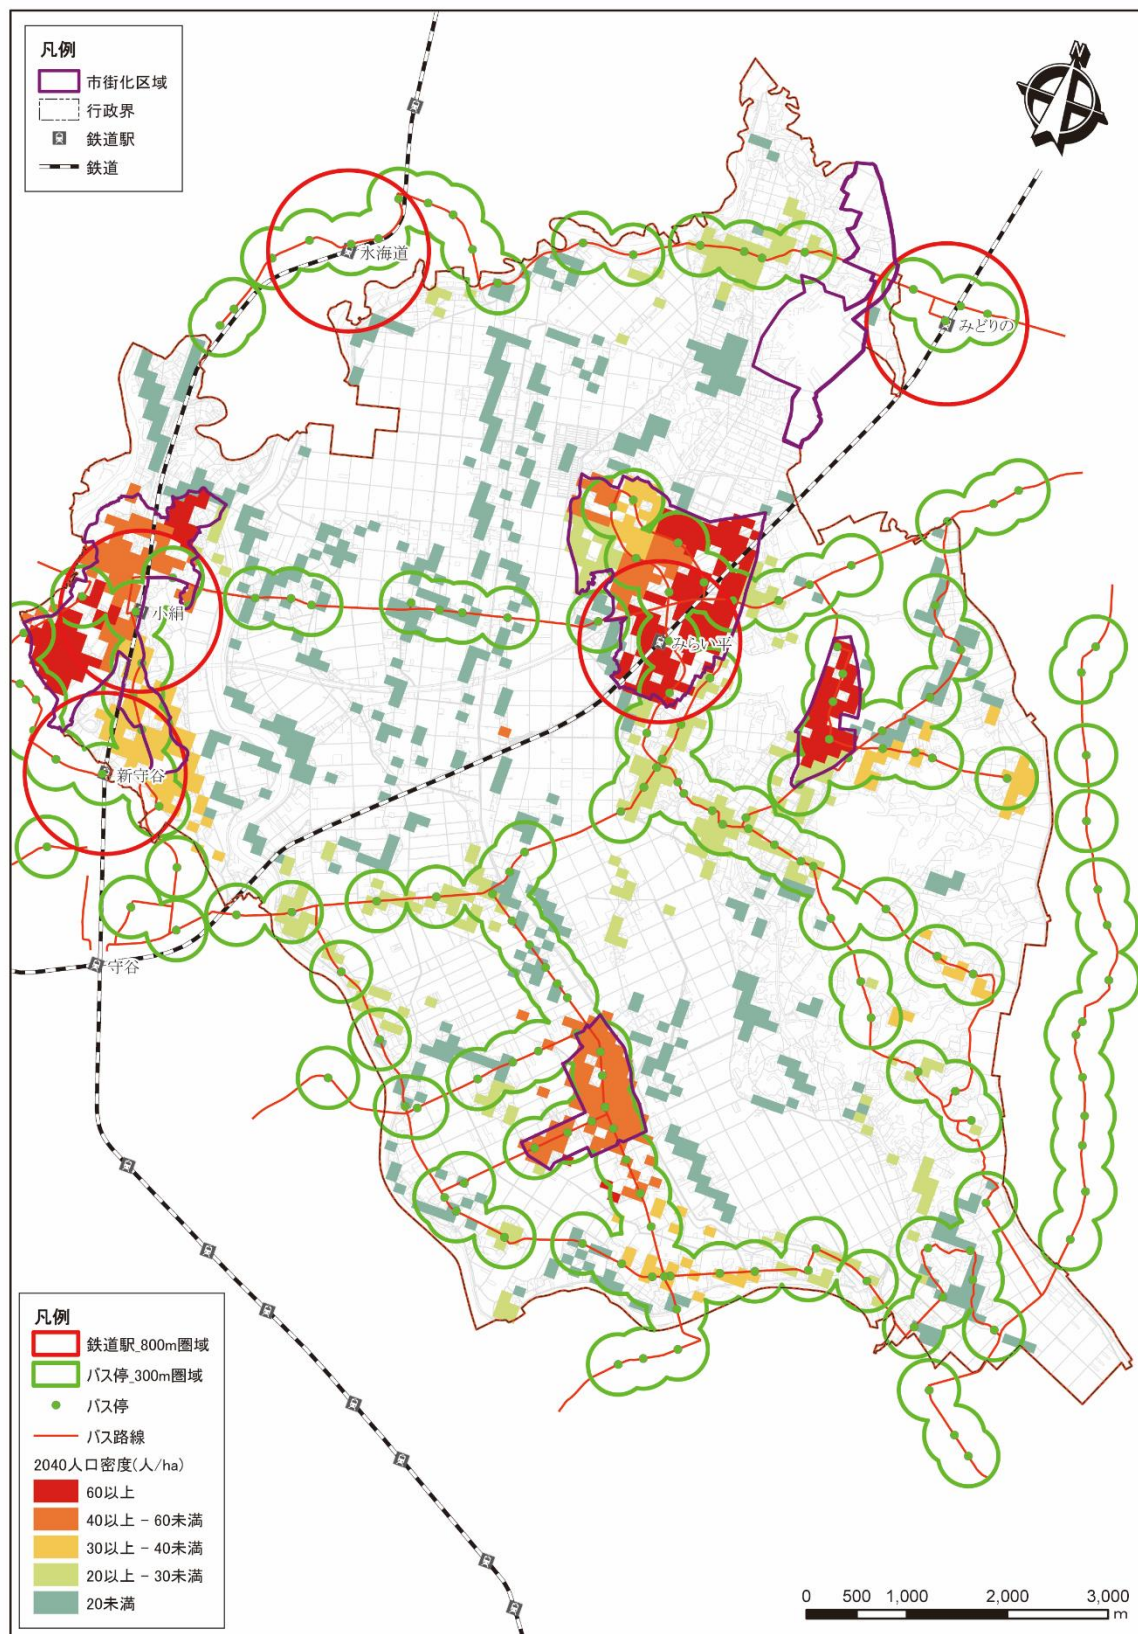 凡例
市街化区域
行政界
鉄道駅
鉄道
N
水海道
みどりの
小絹
みらい平
新守谷
守谷
凡例
鉄道駅_800m圏域
バス停_300m圏域
バス停
バス路線
2040人口密度(人/ha)
60以上
40以上 - 60未満
30以上 - 40未満
20以上 - 30未満
20未満
0 500 1,000 2,000 3,000
m